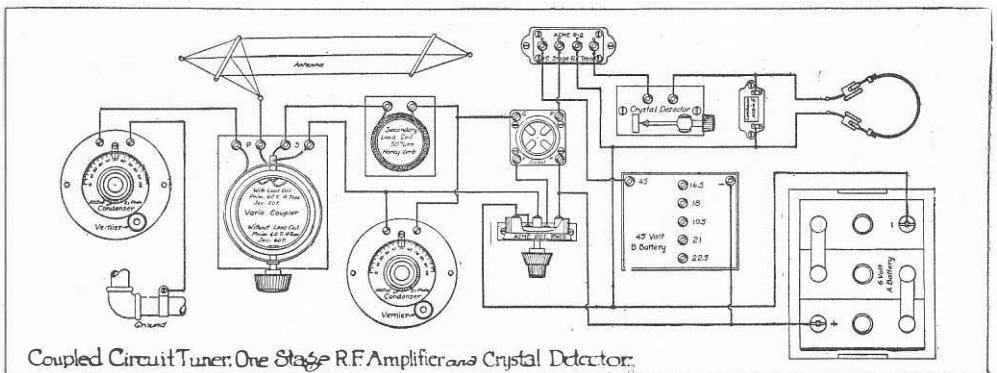 Antenna
ACME R-2
P S
Secondary
Load Coil
50 Turn
Honey Comb
Crystal Detector
Condenser
Vernier
With Load Coil
Prim. 60 T. 4 Taps
Sec. 20 T.
Vario Coupler
Without Load Coil
Prim. 60 T. 4 Taps
Sec. 60 T.
G P
Condenser
Vernier
45
16.5
18
19.5
21
22.5
45 Volt
B Battery
-
6 Volt
A Battery
+
Ground
Coupled Circuit Tuner. One Stage R.F. Amplifier and Crystal Detector.